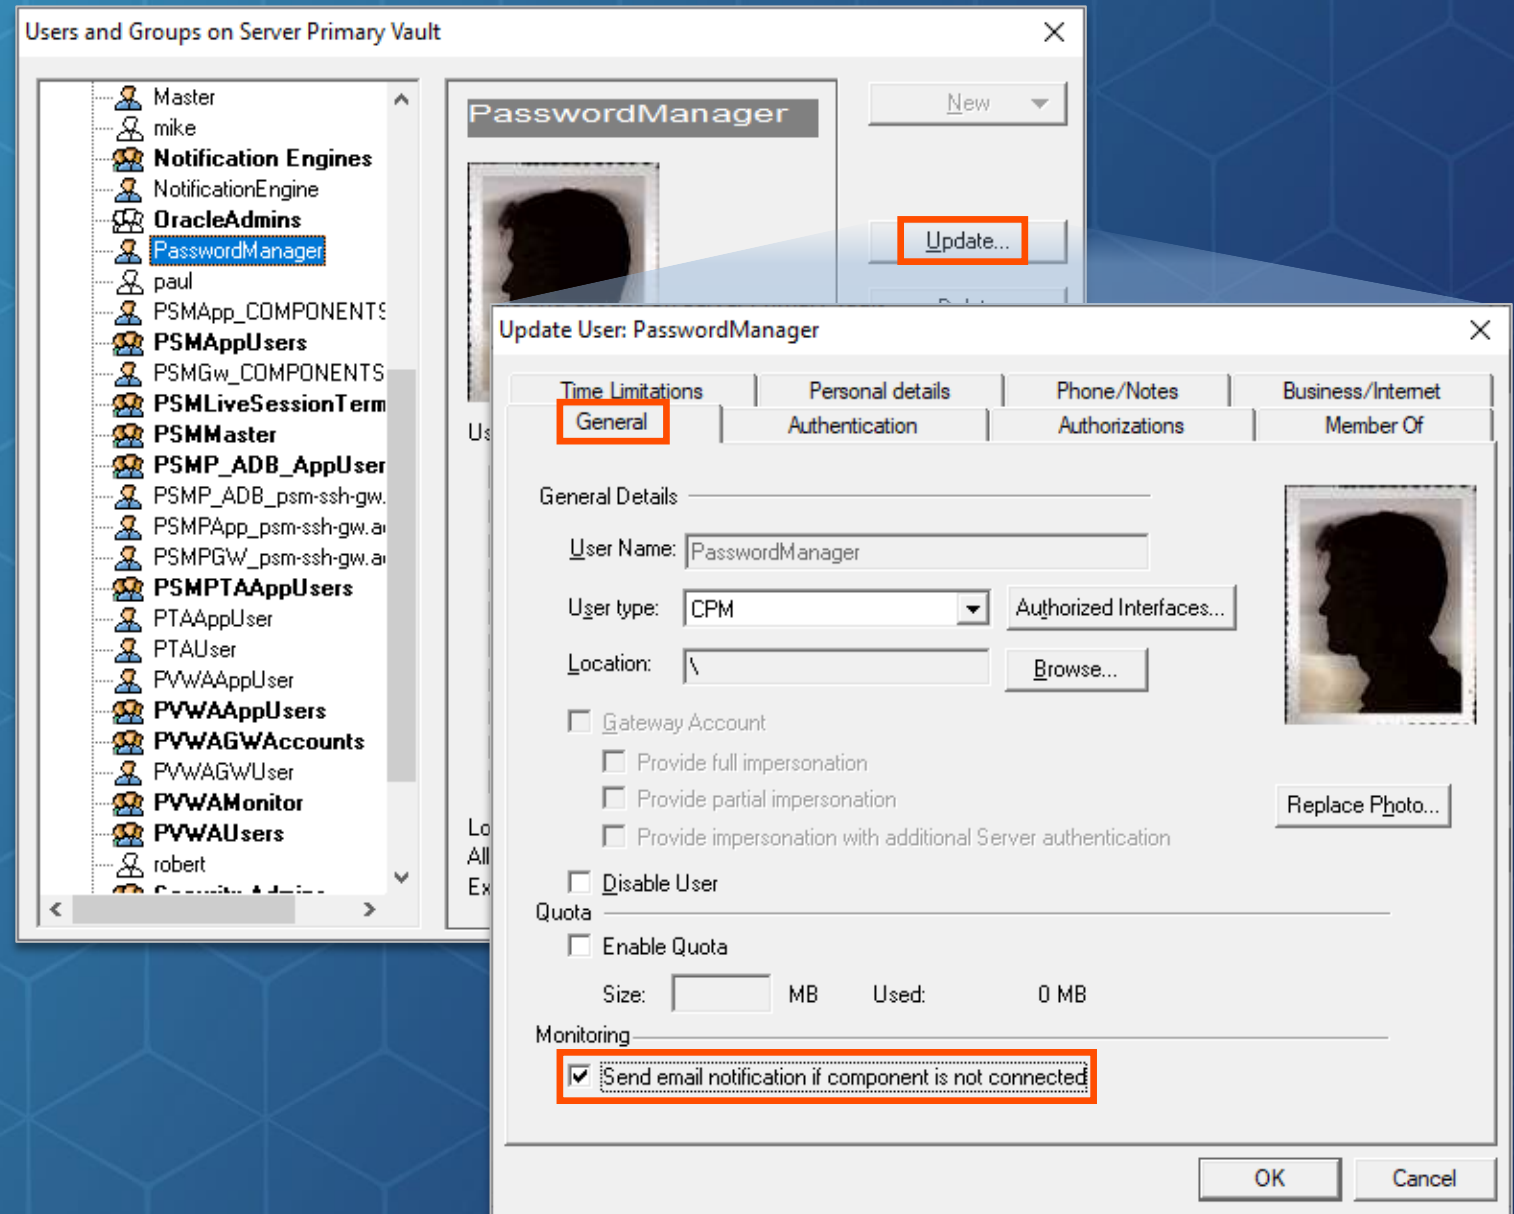 Users and Groups on Server Primary Vault
Master
mike
Notification Engines
NotificationEngine
OracleAdmins
PasswordManager
paul
PSMApp_COMPONENTS
PSMAppUsers
PSMGw_COMPONENTS
PSMLiveSessionTerm
PSMMaster
PSMP_ADB_AppUser
PSMP_ADB_psm-ssh-gw.
PSMPApp_psm-ssh-gw.a
PSMPGW_psm-ssh-gw.a
PSMPTAAppUsers
PTAAppUser
PTAUser
PVWAAppUser
PVWAAppUsers
PVWAGWAccounts
PVWAGWUser
PVWAMonitor
PVWAUsers
robert
PasswordManager
New
Update...
Us
Lo
All
Ex
Update User: PasswordManager
Time Limitations
Personal details
Phone/Notes
Business/Internet
General
Authentication
Authorizations
Member Of
General Details
User Name:
PasswordManager
User type:
CPM
Authorized Interfaces...
Location:
\
Browse...
Gateway Account
Provide full impersonation
Provide partial impersonation
Provide impersonation with additional Server authentication
Replace Photo...
Disable User
Quota
Enable Quota
Size:
MB
Used:
0 MB
Monitoring
Send email notification if component is not connected
OK
Cancel